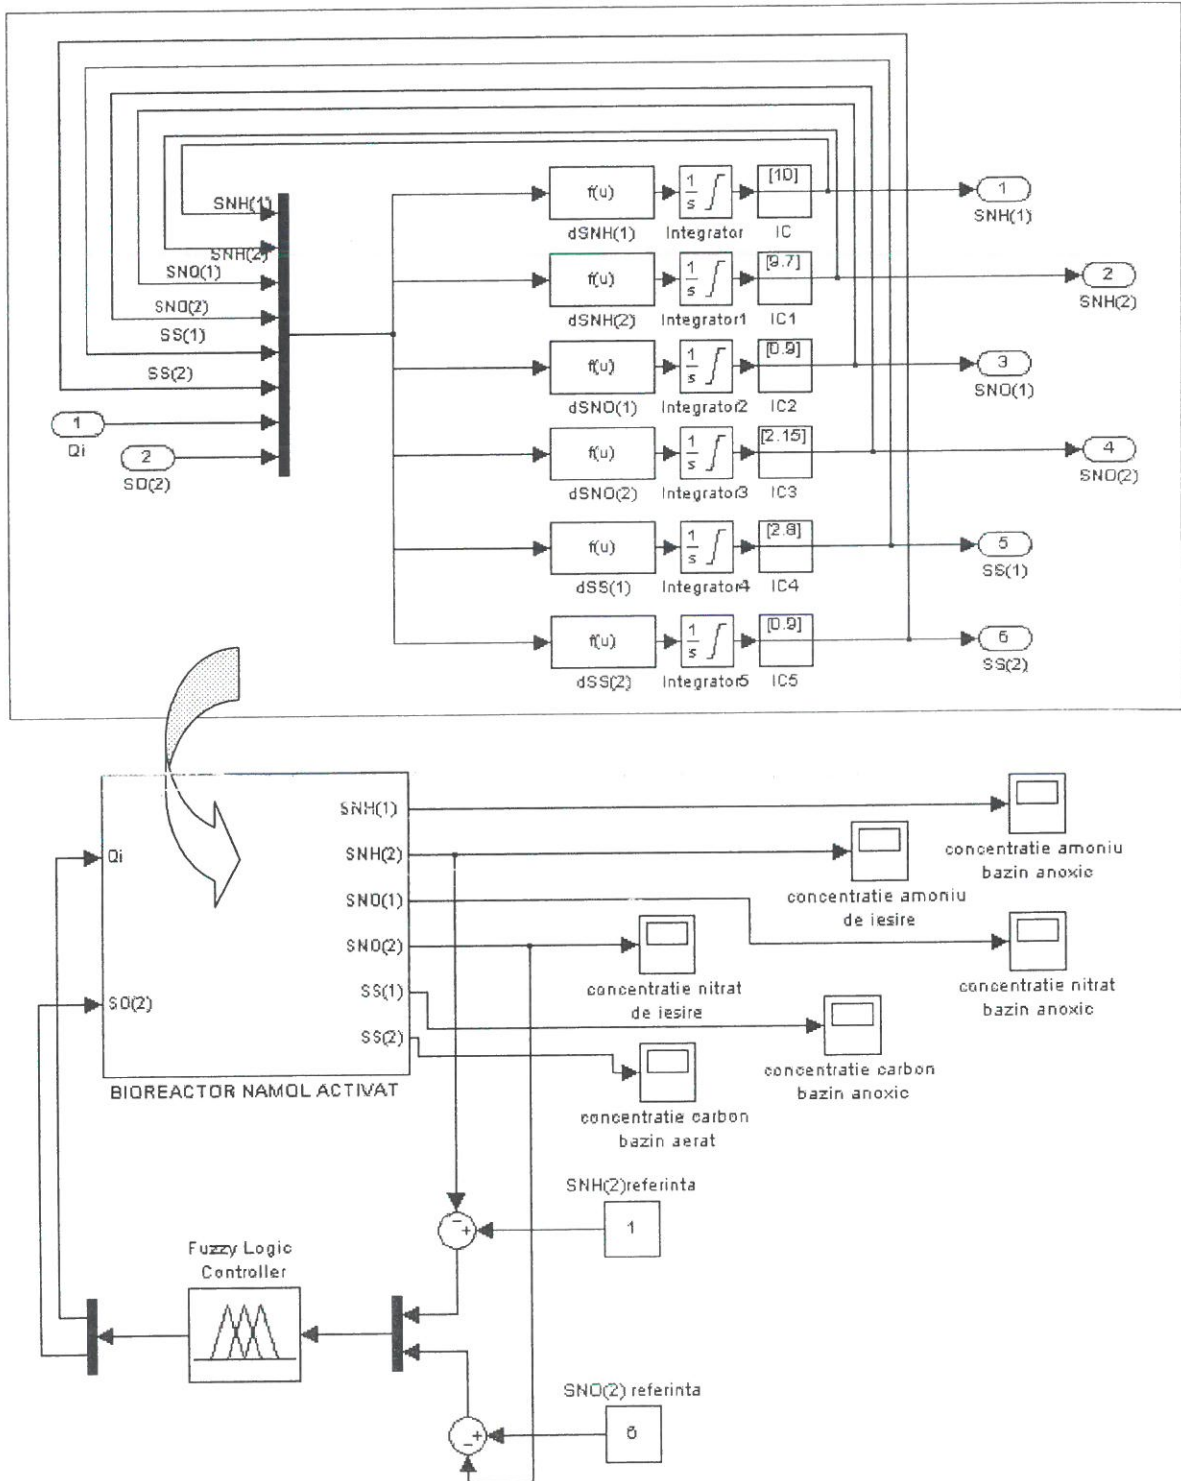 SNH(1)
SNH(2)
SNO(1)
SNO(2)
SS(1)
SS(2)
1
Qi
2
SO(2)
f(u)
dSNH(1)
1
s
Integrator
[10]
IC
1
SNH(1)
f(u)
dSNH(2)
1
s
Integrator1
[9.7]
IC1
2
SNH(2)
f(u)
dSNO(1)
1
s
Integrator2
[0.9]
IC2
3
SNO(1)
f(u)
dSNO(2)
1
s
Integrator3
[2.15]
IC3
4
SNO(2)
f(u)
dSS(1)
1
s
Integrator4
[2.8]
IC4
5
SS(1)
f(u)
dSS(2)
1
s
Integrator5
[0.9]
IC5
6
SS(2)
Qi
SO(2)
SNH(1)
SNH(2)
SNO(1)
SNO(2)
SS(1)
SS(2)
BIOREACTOR NAMOL ACTIVAT
concentratie amoniu
bazin anoxic
concentratie amoniu
de iesire
concentratie nitrat
de iesire
concentratie nitrat
bazin anoxic
concentratie carbon
bazin anoxic
concentratie carbon
bazin aerat
SNH(2)referinta
1
Fuzzy Logic
Controller
SNO(2) referinta
6